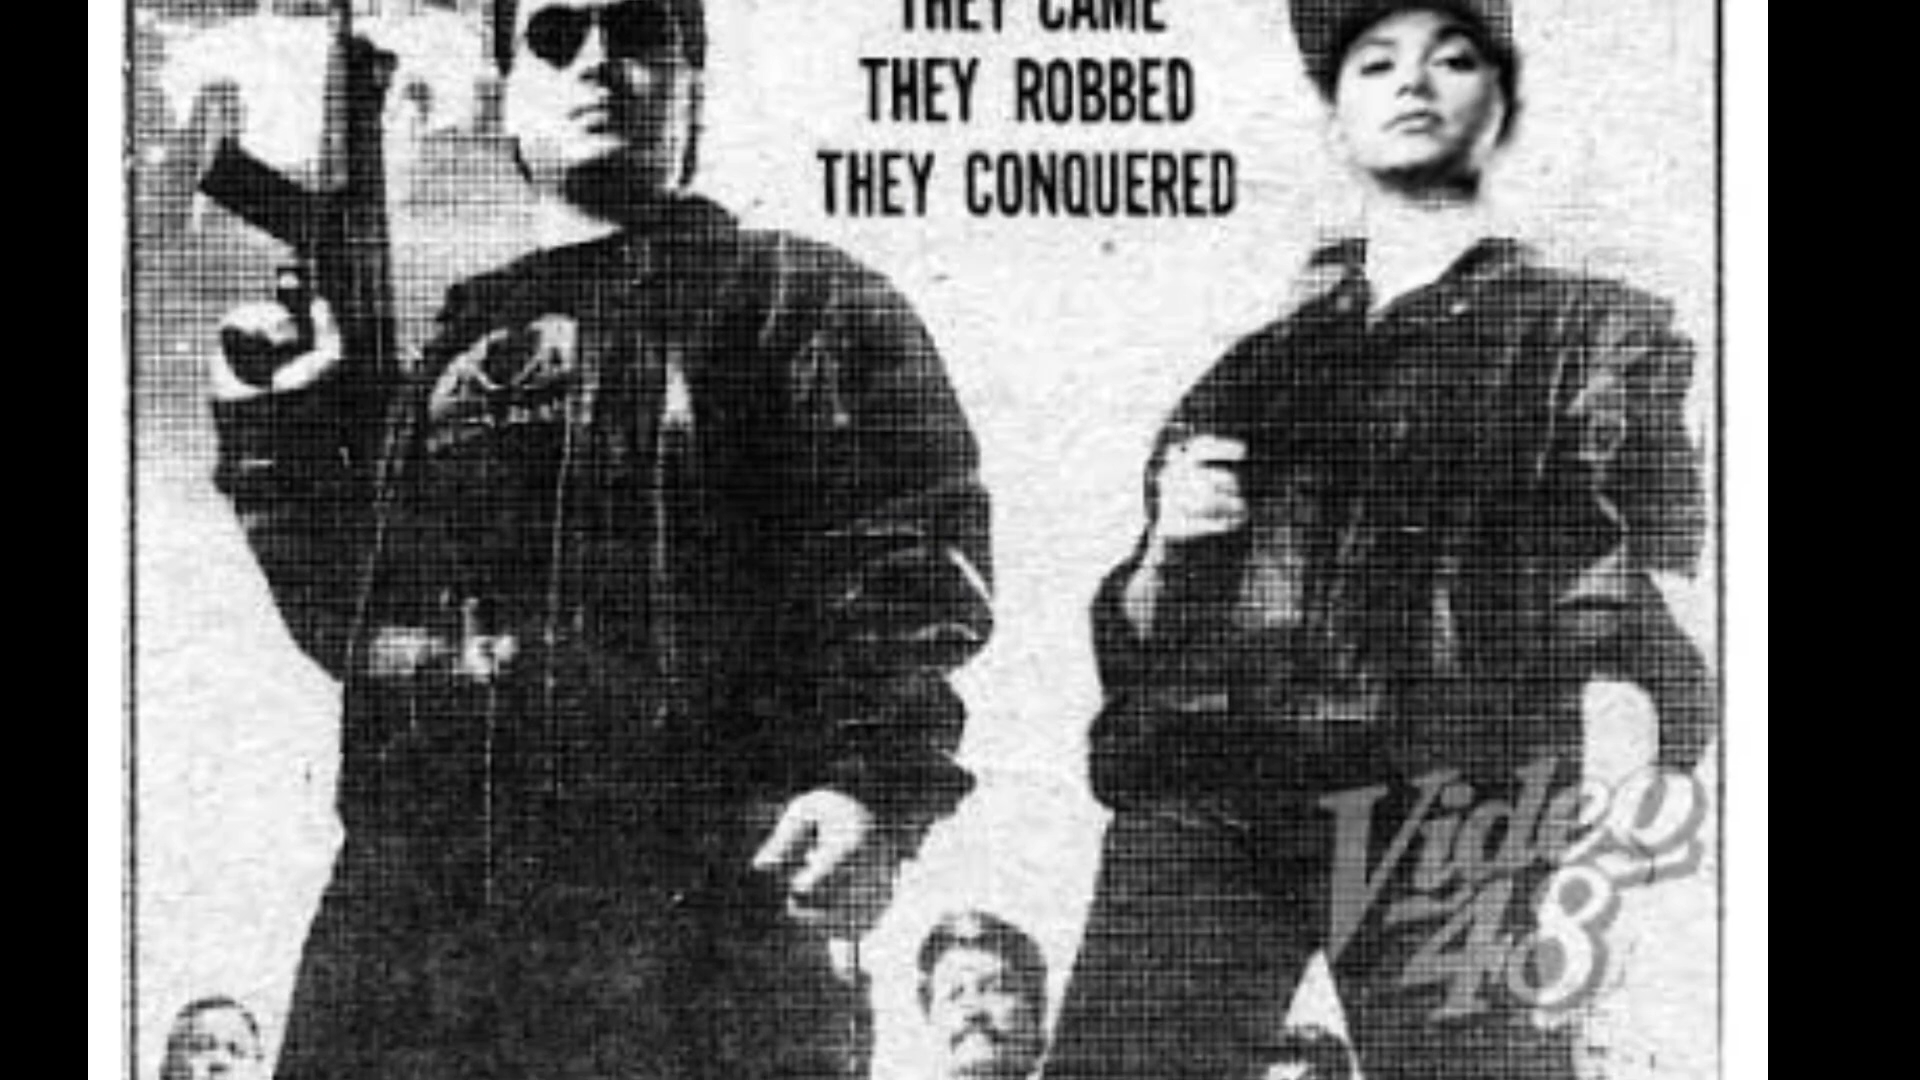 THEY CAME
THEY ROBBED
THEY CONQUERED
Video
48